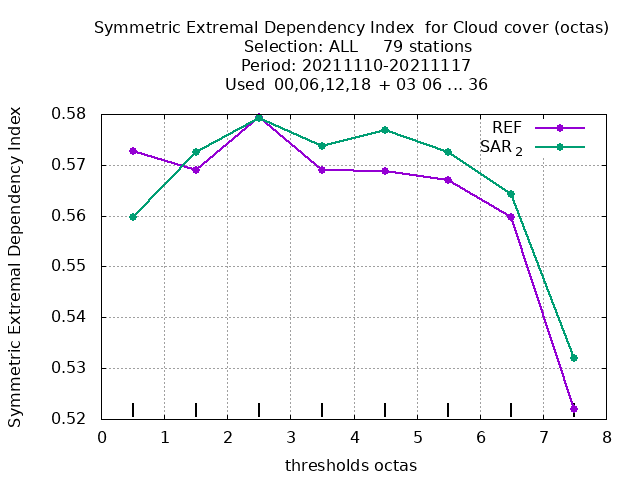 Symmetric Extremal Dependency Index  for Cloud cover (octas)
Selection: ALL     79 stations
Period: 20211110-20211117
Used  00,06,12,18  + 03 06 ... 36
REF
SAR 2
Symmetric Extremal Dependency Index
0.58
0.57
0.56
0.55
0.54
0.53
0.52
0 1 2 3 4 5 6 7 8
thresholds octas